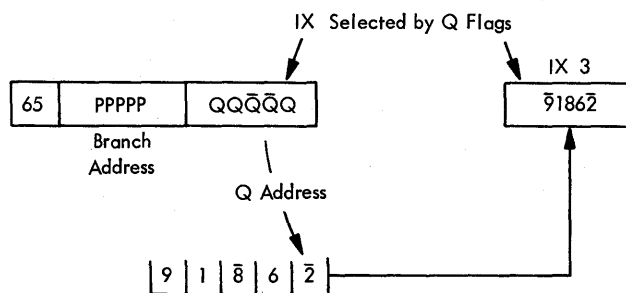 IX Selected by Q Flags
IX 3
65 PPPPP QQQ̄Q̄Q 9̄1862̄
Branch
Address
Q Address
9 1 8̄ 6 2̄